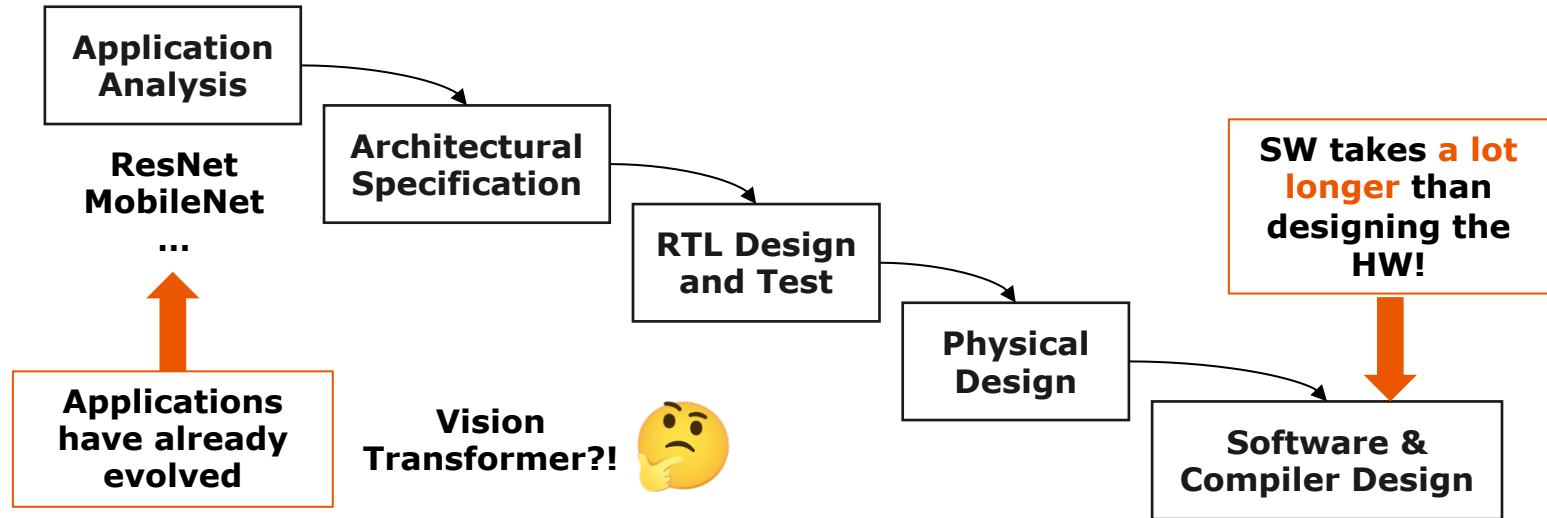 Application
Analysis
ResNet
MobileNet
...
Applications
have already
evolved
Architectural
Specification
Vision
Transformer?!
RTL Design
and Test
Physical
Design
SW takes a lot
longer than
designing the
HW!
Software &
Compiler Design